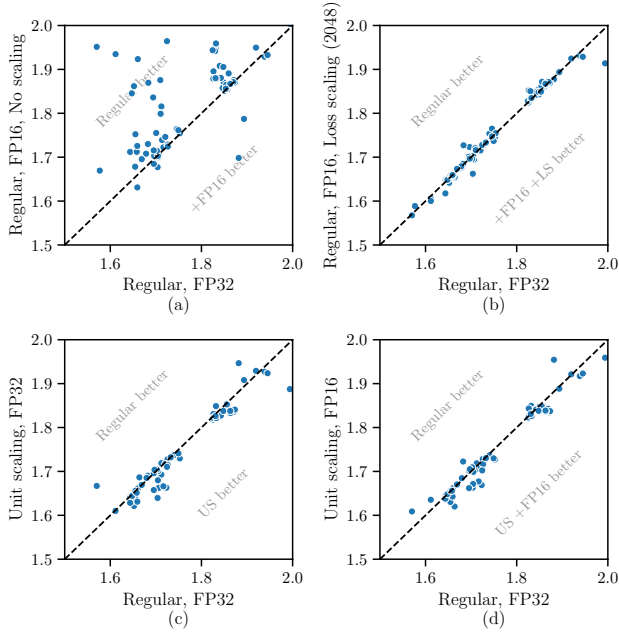 2.0
1.9
1.8
1.7
1.6
1.5
Regular, FP16, No scaling
Regular better
+FP16 better
1.6
1.8
2.0
Regular, FP32
(a)
2.0
1.9
1.8
1.7
1.6
1.5
Regular, FP16, Loss scaling (2048)
Regular better
+FP16 +LS better
1.6
1.8
2.0
Regular, FP32
(b)
2.0
1.9
1.8
1.7
1.6
1.5
Unit scaling, FP32
Regular better
US better
1.6
1.8
2.0
Regular, FP32
(c)
2.0
1.9
1.8
1.7
1.6
1.5
Unit scaling, FP16
Regular better
US +FP16 better
1.6
1.8
2.0
Regular, FP32
(d)